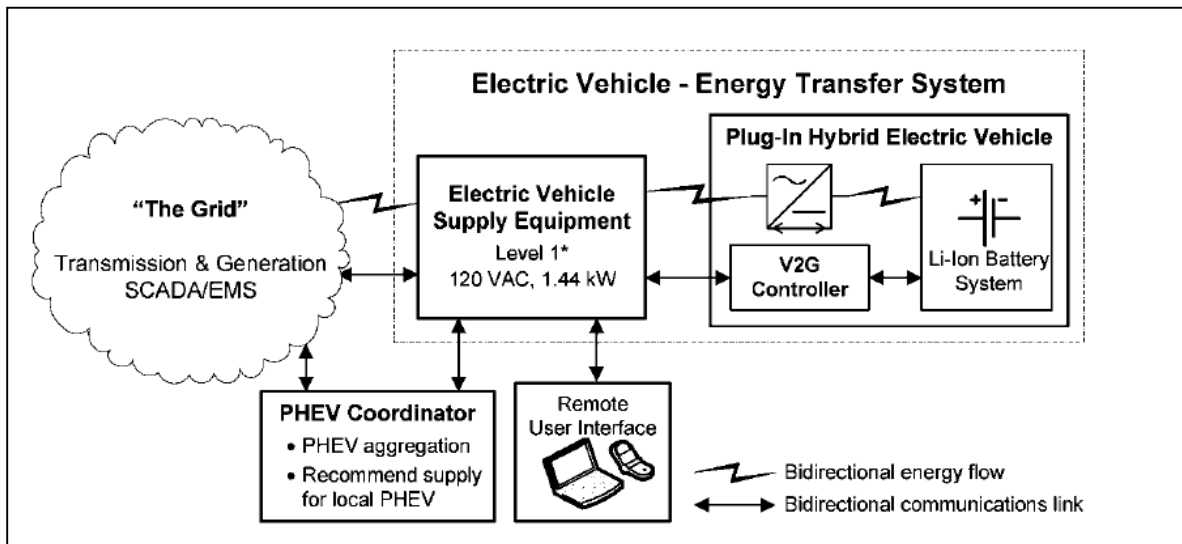 Electric Vehicle - Energy Transfer System
Plug-In Hybrid Electric Vehicle
"The Grid"
Transmission & Generation
SCADA/EMS
Electric Vehicle
Supply Equipment
Level 1*
120 VAC, 1.44 kW
V2G
Controller
+ -
Li-Ion Battery
System
PHEV Coordinator
• PHEV aggregation
• Recommend supply
for local PHEV
Remote
User Interface
Bidirectional energy flow
Bidirectional communications link